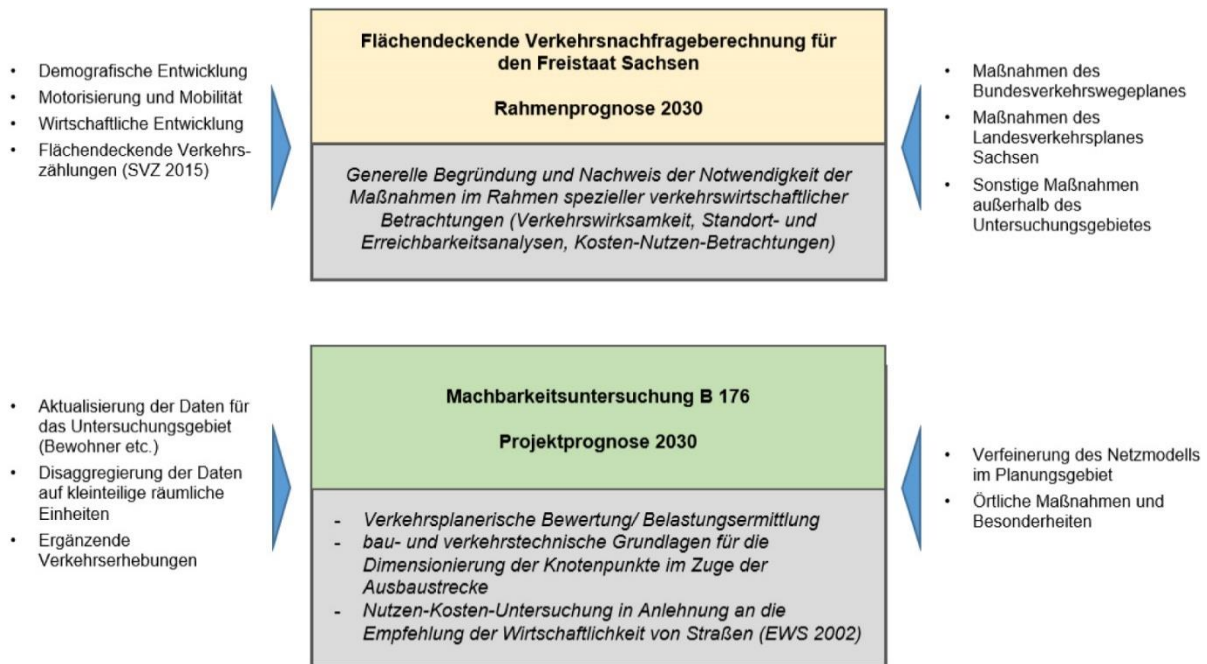 Flächendeckende Verkehrsnachfrageberechnung für
den Freistaat Sachsen
Rahmenprognose 2030
• Demografische Entwicklung
• Motorisierung und Mobilität
• Wirtschaftliche Entwicklung
• Flächendeckende Verkehrs-
zählungen (SVZ 2015)
Generelle Begründung und Nachweis der Notwendigkeit der
Maßnahmen im Rahmen spezieller verkehrswirtschaftlicher
Betrachtungen (Verkehrswirksamkeit, Standort- und
Erreichbarkeitsanalysen, Kosten-Nutzen-Betrachtungen)
• Maßnahmen des
Bundesverkehrswegeplanes
• Maßnahmen des
Landesverkehrsplanes
Sachsen
• Sonstige Maßnahmen
außerhalb des
Untersuchungsgebietes
Machbarkeitsuntersuchung B 176
Projektprognose 2030
• Aktualisierung der Daten für
das Untersuchungsgebiet
(Bewohner etc.)
• Disaggregierung der Daten
auf kleinteilige räumliche
Einheiten
• Ergänzende
Verkehrserhebungen
- Verkehrsplanerische Bewertung/ Belastungsermittlung
- bau- und verkehrstechnische Grundlagen für die
Dimensionierung der Knotenpunkte im Zuge der
Ausbaustrecke
- Nutzen-Kosten-Untersuchung in Anlehnung an die
Empfehlung der Wirtschaftlichkeit von Straßen (EWS 2002)
• Verfeinerung des Netzmodells
im Planungsgebiet
• Örtliche Maßnahmen und
Besonderheiten